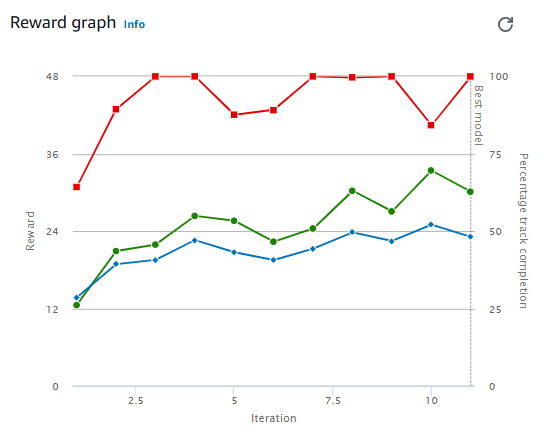 Reward graph Info
48
36
24
12
0
Reward
100
75
50
25
0
Best model
Percentage track completion
2.5
5
7.5
10
Iteration